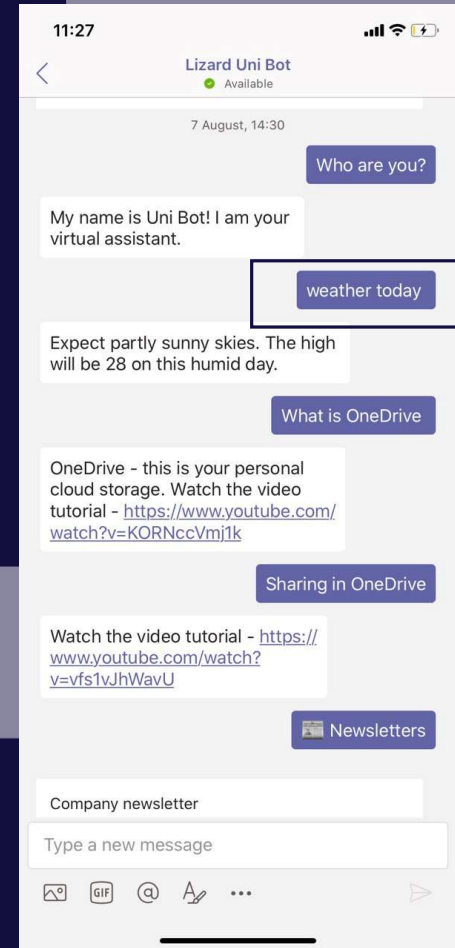 11:27
Lizard Uni Bot
Available
7 August, 14:30
Who are you?
My name is Uni Bot! I am your
virtual assistant.
weather today
Expect partly sunny skies. The high
will be 28 on this humid day.
What is OneDrive
OneDrive - this is your personal
cloud storage. Watch the video
tutorial - https://www.youtube.com/
watch?v=KORNccVmj1k
Sharing in OneDrive
Watch the video tutorial - https://
www.youtube.com/watch?
v=vfs1vJhWavU
Newsletters
Company newsletter
Type a new message
GIF